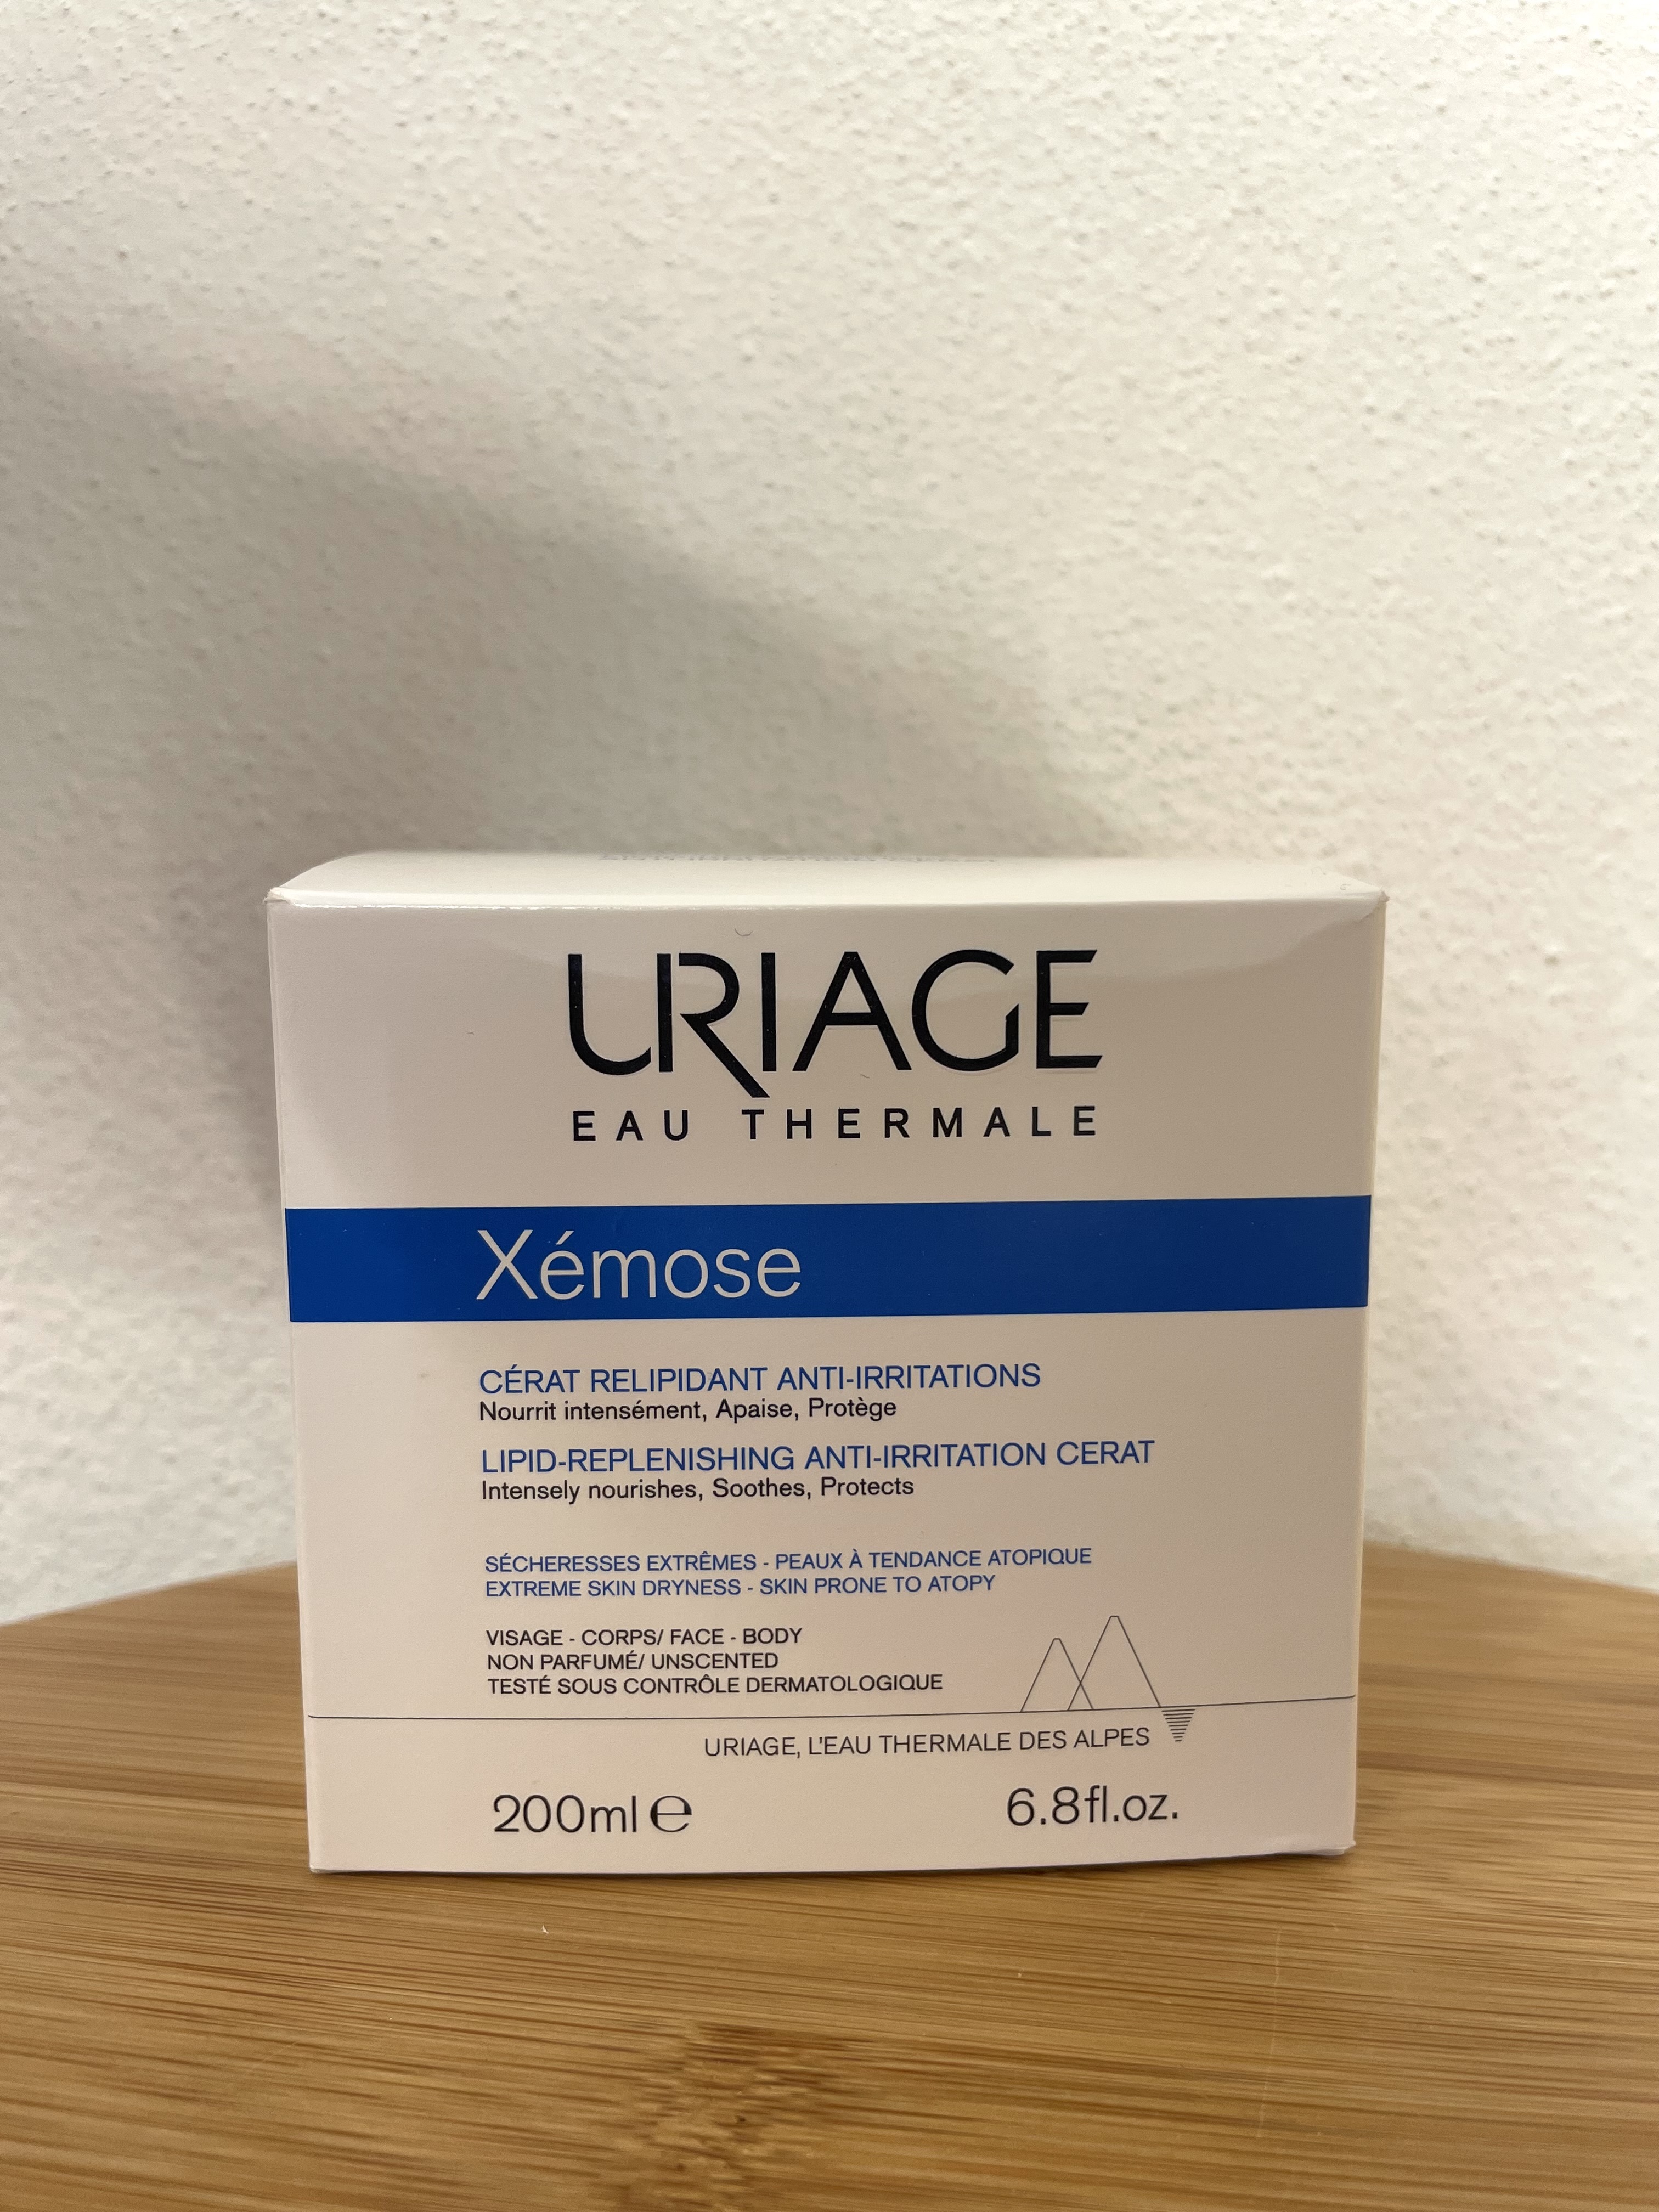 URIAGE
EAU THERMALE
Xémose
CÉRAT RELIPIDANT ANTI-IRRITATIONS
Nourrit intensément, Apaise, Protège
LIPID-REPLENISHING ANTI-IRRITATION CERAT
Intensely nourishes, Soothes, Protects
SÉCHERESSES EXTRÊMES - PEAUX À TENDANCE ATOPIQUE
EXTREME SKIN DRYNESS - SKIN PRONE TO ATOPY
VISAGE - CORPS/ FACE - BODY
NON PARFUMÉ/ UNSCENTED
TESTÉ SOUS CONTRÔLE DERMATOLOGIQUE
URIAGE, L'EAU THERMALE DES ALPES
200ml ℮ 6.8fl.oz.